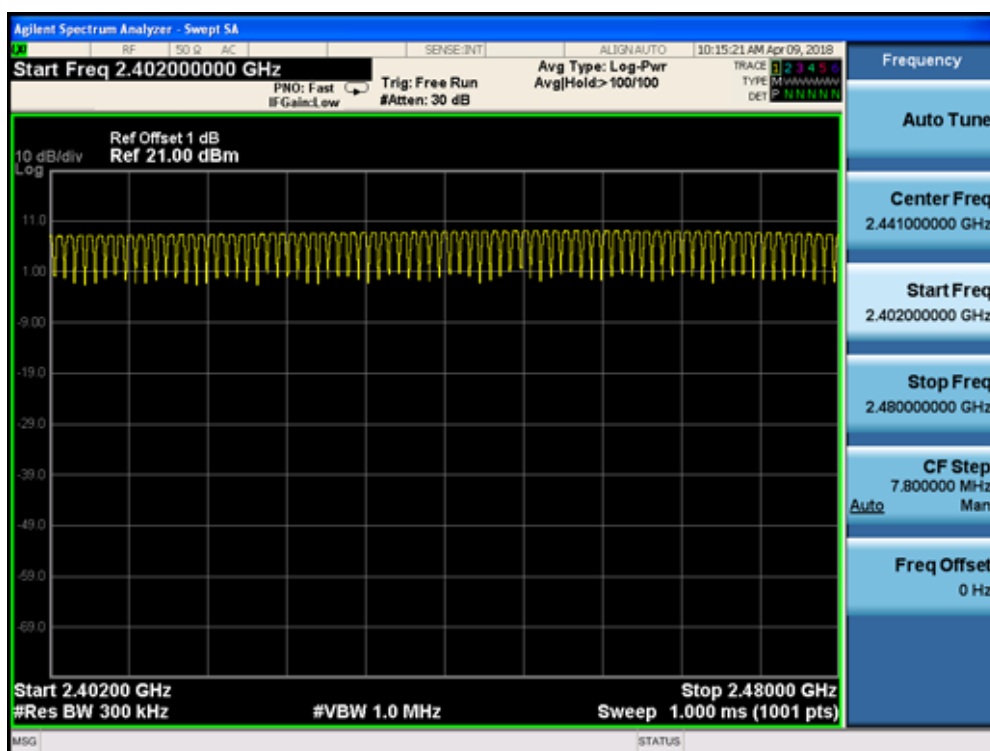 Agilent Spectrum Analyzer - Swept SA
RF 50 Ω AC SENSE:INT ALIGN AUTO 10:15:21 AM Apr 09, 2018
Start Freq 2.402000000 GHz
PNO: Fast
IFGain:Low
Trig: Free Run
#Atten: 30 dB
Avg Type: Log-Pwr
Avg|Hold:>100/100
TRACE 1 2 3 4 5 6
TYPE M
DET P N N N N N
Ref Offset 1 dB
10 dB/div Ref 21.00 dBm
Log
11.0
1.00
-9.00
-19.0
-29.0
-39.0
-49.0
-59.0
-69.0
Start 2.40200 GHz Stop 2.48000 GHz
#Res BW 300 kHz #VBW 1.0 MHz Sweep 1.000 ms (1001 pts)
MSG STATUS
Frequency
Auto Tune
Center Freq
2.441000000 GHz
Start Freq
2.402000000 GHz
Stop Freq
2.480000000 GHz
CF Step
7.800000 MHz
Auto Man
Freq Offset
0 Hz